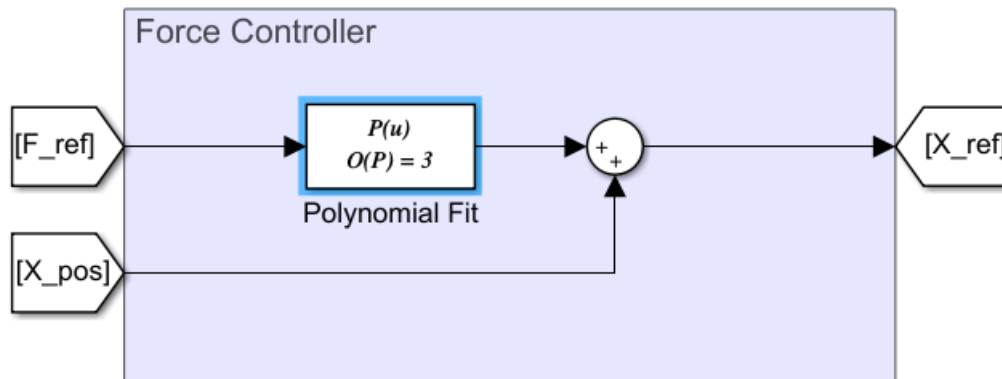 Force Controller
[F_ref]
P(u)
O(P) = 3
Polynomial Fit
+
+
[X_ref]
[X_pos]